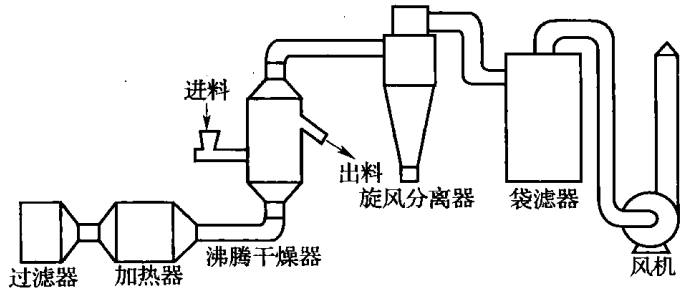 进料
出料
旋风分离器
袋滤器
过滤器
加热器
沸腾干燥器
风机